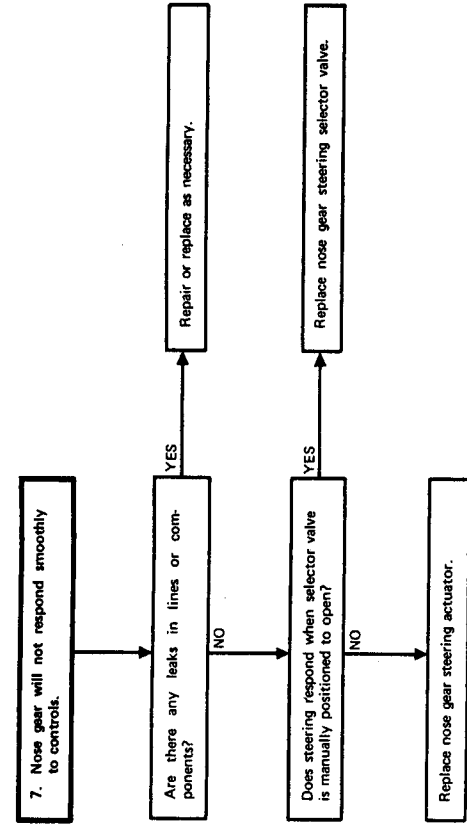 7. Nose gear will not respond smoothly
to controls.
Are there any leaks in lines or com-
ponents?
YES
Repair or replace as necessary.
NO
Does steering respond when selector valve
is manually positioned to open?
YES
Replace nose gear steering selector valve.
NO
Replace nose gear steering actuator.